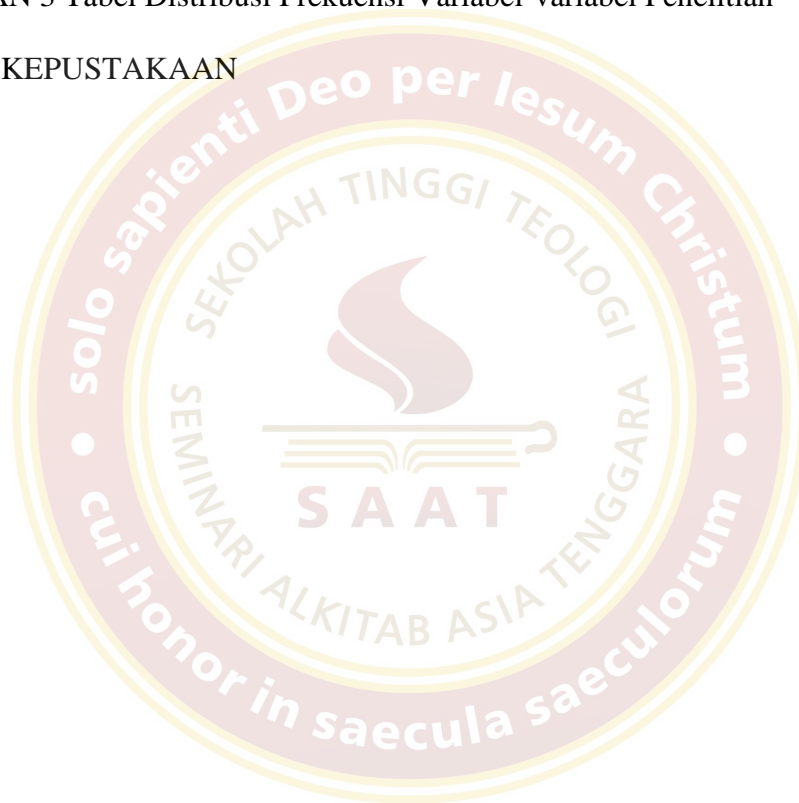 AN 3 Tabel Distribusi Frekuensi Variabel-variabel Penelitian
KEPUSTAKAAN
solo sapienti Deo per Iesum Christum
SEKOLAH TINGGI TEOLOGI
SEMINARI ALKITAB ASIA TENGGARA
SAAT
cui honor in saecula saeculorum